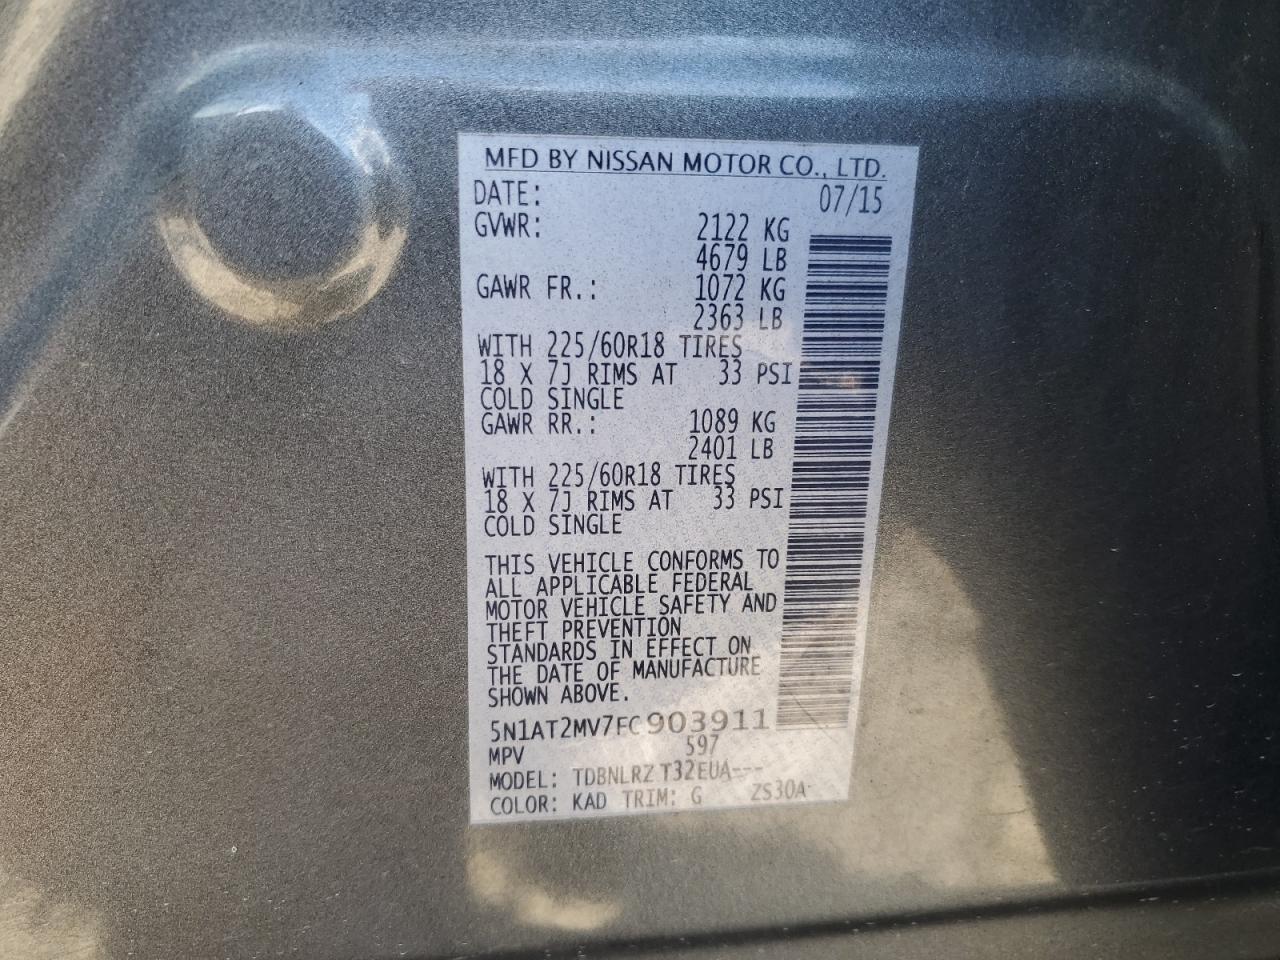 MFD BY NISSAN MOTOR CO., LTD.
DATE: 07/15
GVWR: 2122 KG
4679 LB
GAWR FR.: 1072 KG
2363 LB
WITH 225/60R18 TIRES
18 X 7J RIMS AT 33 PSI
COLD SINGLE
GAWR RR.: 1089 KG
2401 LB
WITH 225/60R18 TIRES
18 X 7J RIMS AT 33 PSI
COLD SINGLE
THIS VEHICLE CONFORMS TO
ALL APPLICABLE FEDERAL
MOTOR VEHICLE SAFETY AND
THEFT PREVENTION
STANDARDS IN EFFECT ON
THE DATE OF MANUFACTURE
SHOWN ABOVE.
5N1AT2MV7FC903911
MPV 597
MODEL: TDBNLRZ T32EUA---
COLOR: KAD TRIM: G ZS30A